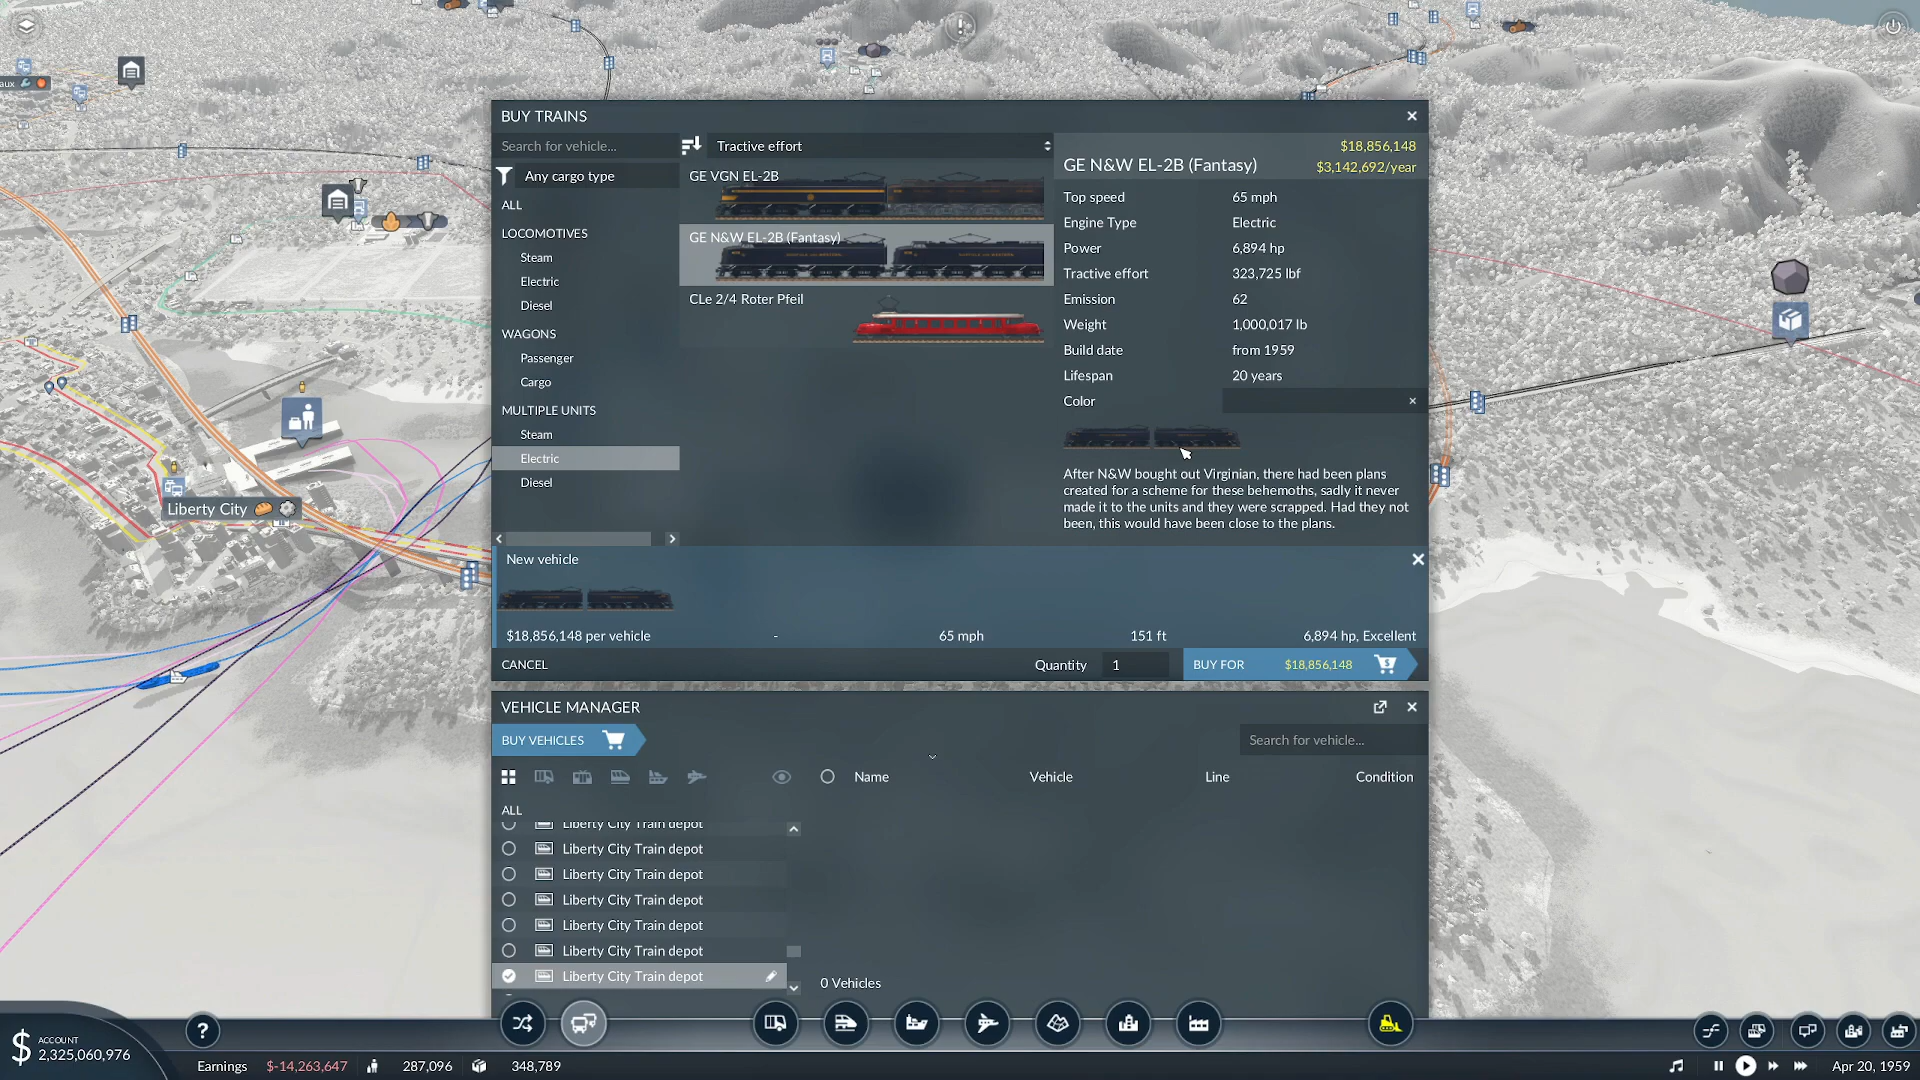 aux
BUY TRAINS
Search for vehicle...
Tractive effort
Any cargo type
ALL
LOCOMOTIVES
Steam
Electric
Diesel
WAGONS
Passenger
Cargo
MULTIPLE UNITS
Steam
Electric
Diesel
GE VGN EL-2B
GE N&W EL-2B (Fantasy)
CLe 2/4 Roter Pfeil
$18,856,148
GE N&W EL-2B (Fantasy)
$3,142,692/year
Top speed 65 mph
Engine Type Electric
Power 6,894 hp
Tractive effort 323,725 lbf
Emission 62
Weight 1,000,017 lb
Build date from 1959
Lifespan 20 years
Color
After N&W bought out Virginian, there had been plans
created for a scheme for these behemoths, sadly it never
made it to the units and they were scrapped. Had they not
been, this would have been close to the plans.
Liberty City
New vehicle
$18,856,148 per vehicle - 65 mph 151 ft 6,894 hp, Excellent
CANCEL Quantity 1 BUY FOR $18,856,148
VEHICLE MANAGER
BUY VEHICLES
Search for vehicle...
Name Vehicle Line Condition
ALL
Liberty City Train depot
Liberty City Train depot
Liberty City Train depot
Liberty City Train depot
Liberty City Train depot
Liberty City Train depot
Liberty City Train depot
0 Vehicles
?
$ ACCOUNT
2,325,060,976
Earnings $-14,263,647 287,096 348,789
Apr 20, 1959